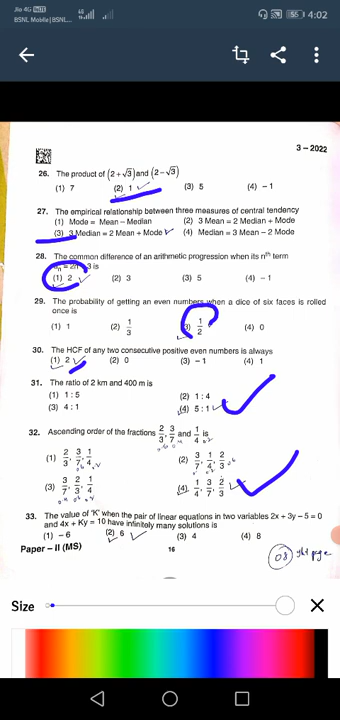 Jio 4G VoLTE
BSNL Mobile | BSNL... 4G 55 4:02
3 – 2022
26. The product of (2+√3) and (2–√3)
(1) 7 (2) 1 (3) 5 (4) – 1
27. The empirical relationship between three measures of central tendency
(1) Mode = Mean – Median (2) 3 Mean = 2 Median + Mode
(3) 3 Median = 2 Mean + Mode (4) Median = 3 Mean – 2 Mode
28. The common difference of an arithmetic progression when its nth term
= 2n 3 is
(1) 2 (2) 3 (3) 5 (4) – 1
29. The probability of getting an even numbers when a dice of six faces is rolled
once is
(1) 1 (2) 1/3 (3) 1/2 (4) 0
30. The HCF of any two consecutive positive even numbers is always
(1) 2 (2) 0 (3) – 1 (4) 1
31. The ratio of 2 km and 400 m is
(1) 1 : 5 (2) 1 : 4
(3) 4 : 1 (4) 5 : 1
32. Ascending order of the fractions 2/3, 3/7 and 1/4 is
(1) 2/3, 3/7, 1/4 (2) 3/7, 1/4, 2/3
(3) 3/7, 2/3, 1/4 (4) 1/4, 3/7, 2/3
33. The value of 'K' when the pair of linear equations in two variables 2x + 3y – 5 = 0
and 4x + Ky = 10 have infinitely many solutions is
(1) – 6 (2) 6 (3) 4 (4) 8
Paper – II (MS) 16 08
Size